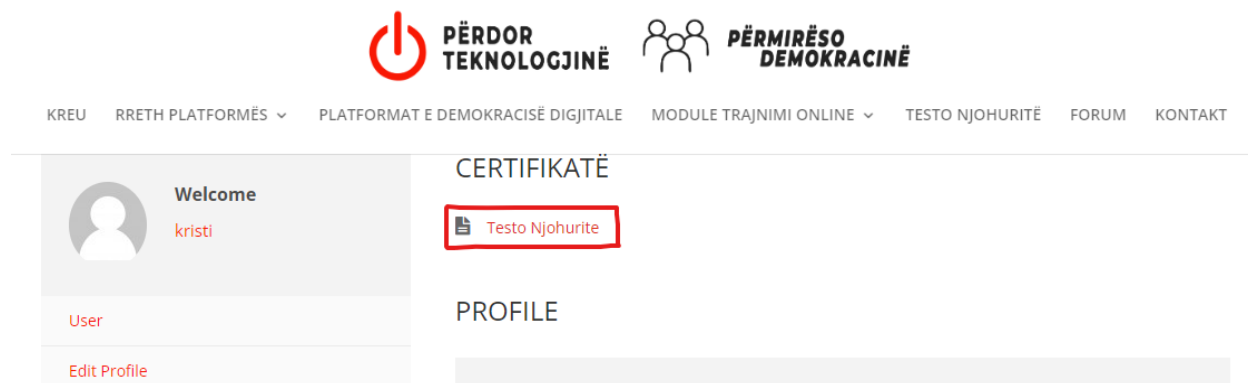 PËRDOR
TEKNOLOGJINË
PËRMIRËSO
DEMOKRACINË
KREU RRETH PLATFORMËS PLATFORMAT E DEMOKRACISË DIGJITALE MODULE TRAJNIMI ONLINE TESTO NJOHURITË FORUM KONTAKT
Welcome
kristi
User
Edit Profile
CERTIFIKATË
Testo Njohurite
PROFILE